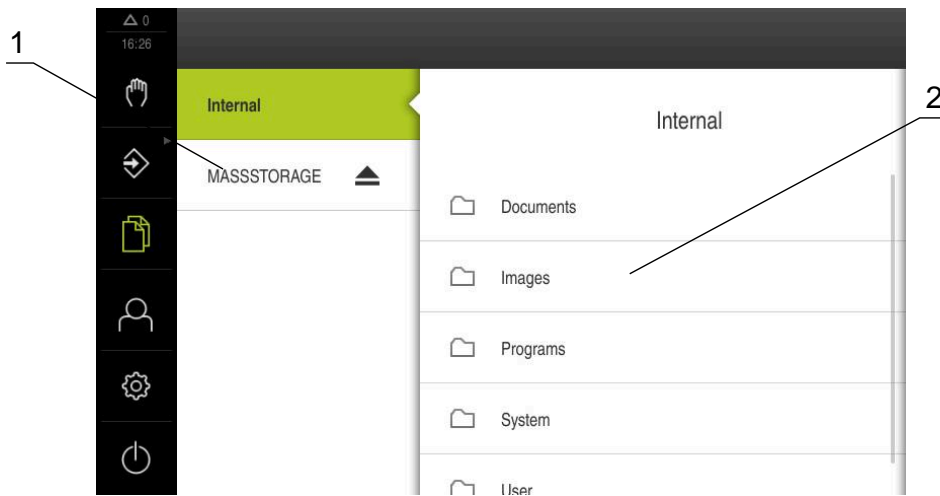 1
0
16:26
Internal
MASSSTORAGE
Internal
Documents
Images
Programs
System
User
2